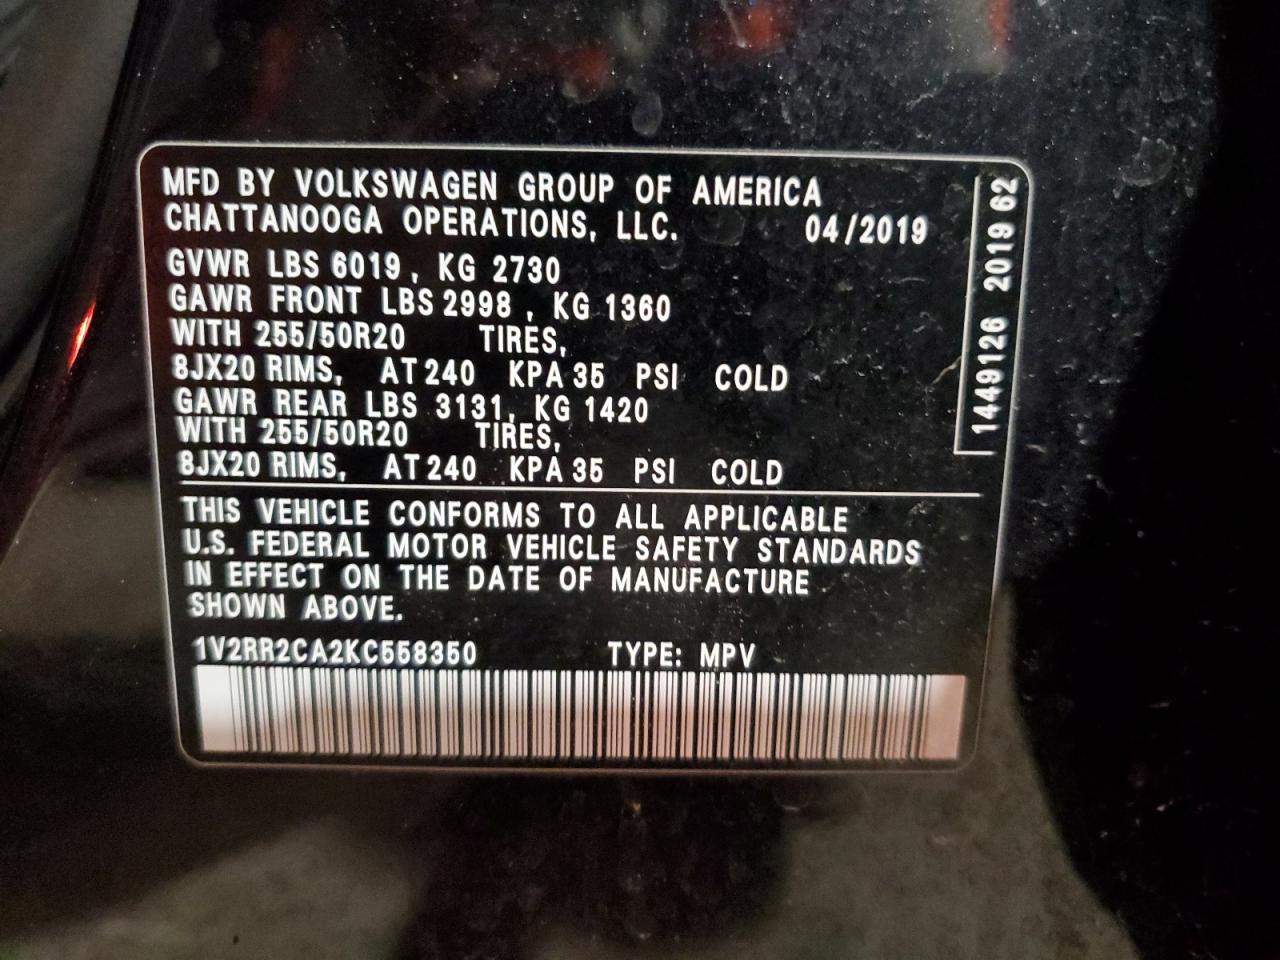 MFD BY VOLKSWAGEN GROUP OF AMERICA
CHATTANOOGA OPERATIONS, LLC. 04/2019
GVWR LBS 6019, KG 2730
GAWR FRONT LBS 2998, KG 1360
WITH 255/50R20 TIRES,
8JX20 RIMS, AT 240 KPA 35 PSI COLD
GAWR REAR LBS 3131, KG 1420
WITH 255/50R20 TIRES,
8JX20 RIMS, AT 240 KPA 35 PSI COLD
THIS VEHICLE CONFORMS TO ALL APPLICABLE
U.S. FEDERAL MOTOR VEHICLE SAFETY STANDARDS
IN EFFECT ON THE DATE OF MANUFACTURE
SHOWN ABOVE.
1V2RR2CA2KC558350 TYPE: MPV
1449126 2019 62